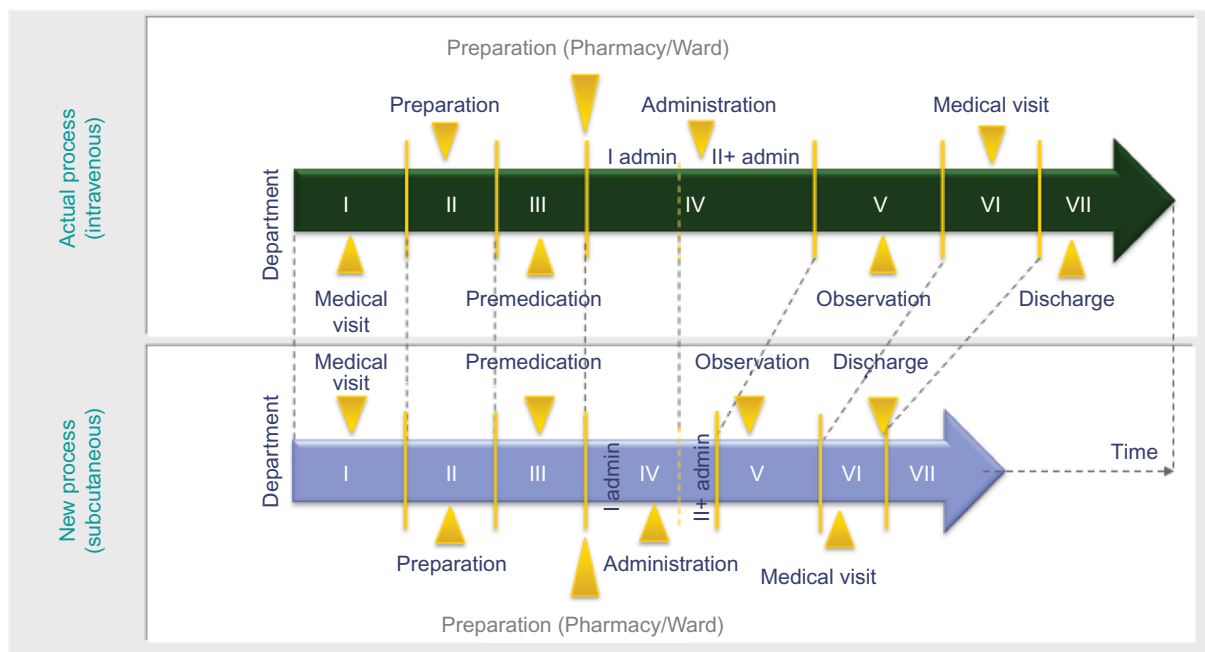 Actual process
(intravenous)
Preparation (Pharmacy/Ward)
Preparation
Administration
Medical visit
I admin
II+ admin
Department
I
II
III
IV
V
VI
VII
Medical
visit
Premedication
Observation
Discharge
New process
(subcutaneous)
Medical
visit
Premedication
Observation
Discharge
Department
I
II
III
I admin
IV
II+ admin
V
VI
VII
Time
Preparation
Administration
Medical visit
Preparation (Pharmacy/Ward)